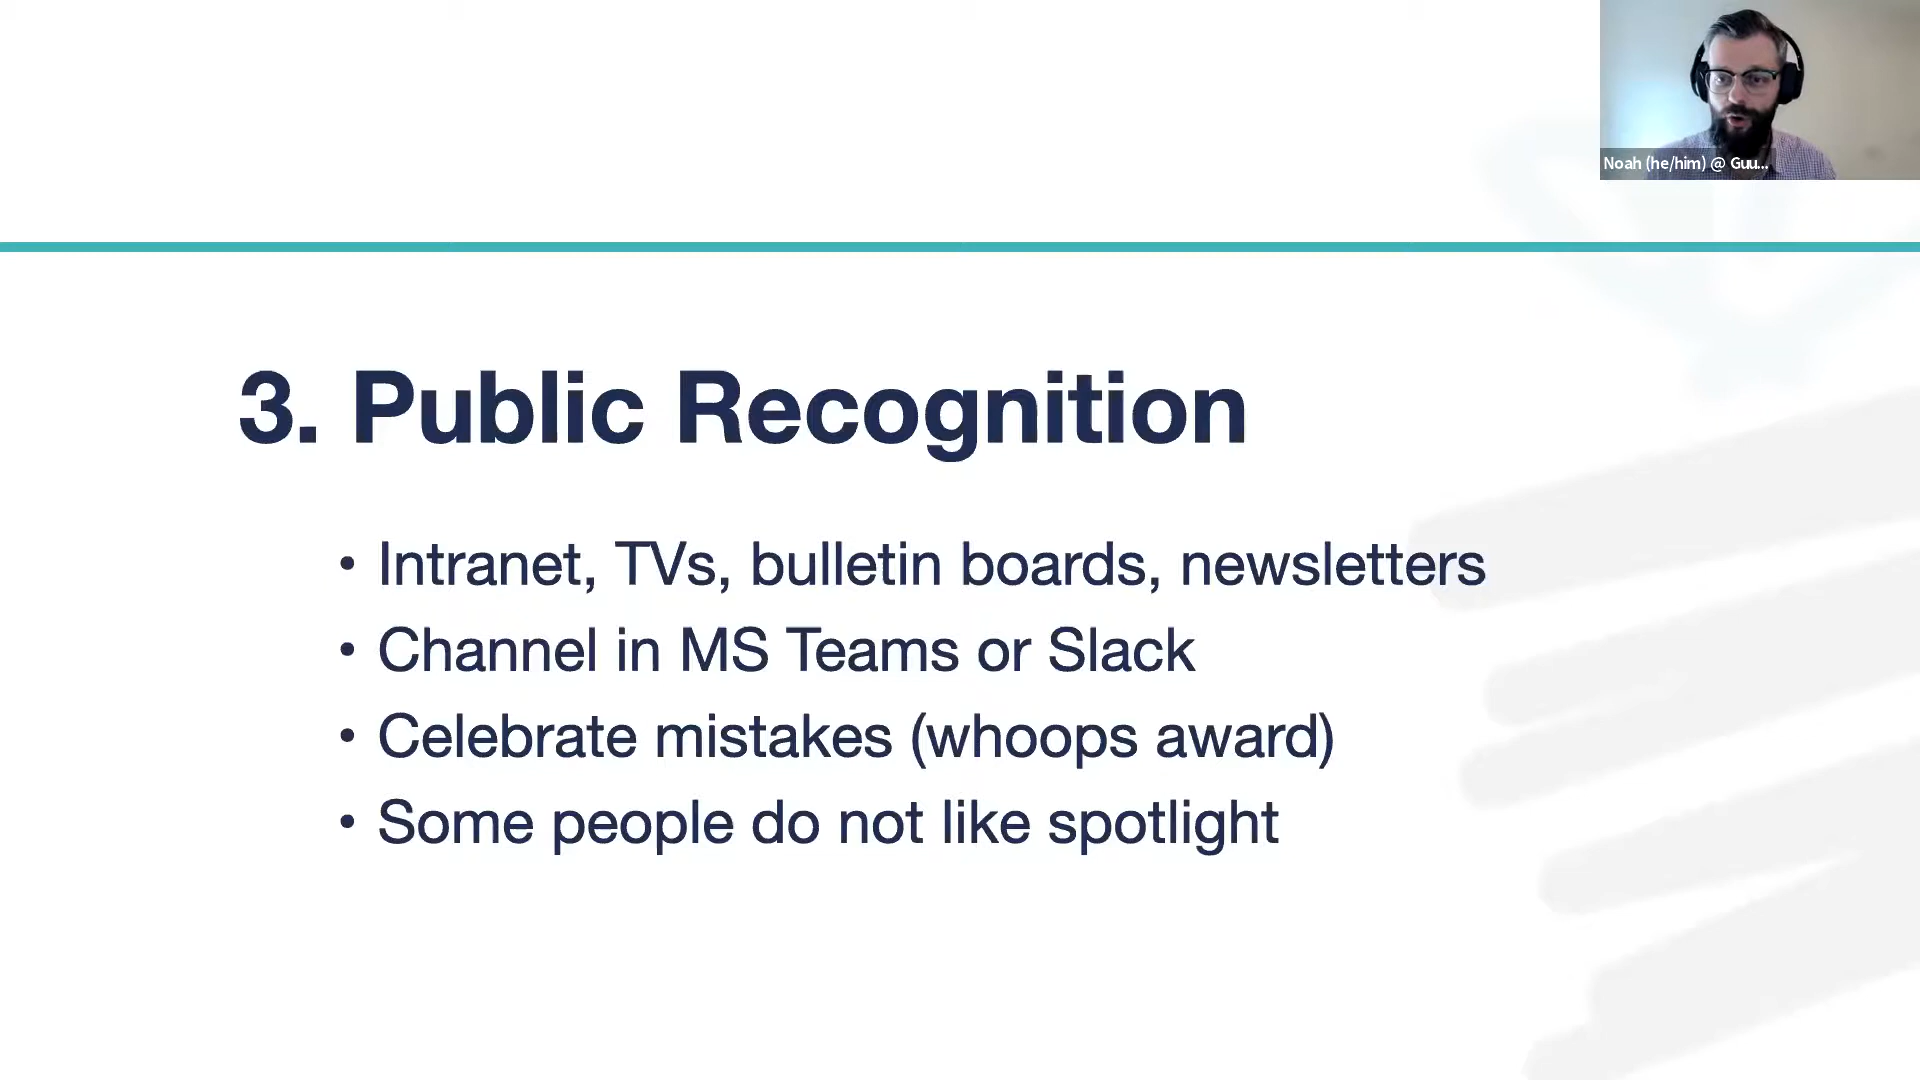 Noah (he/him) @ Guu...
3. Public Recognition
• Intranet, TVs, bulletin boards, newsletters
• Channel in MS Teams or Slack
• Celebrate mistakes (whoops award)
• Some people do not like spotlight